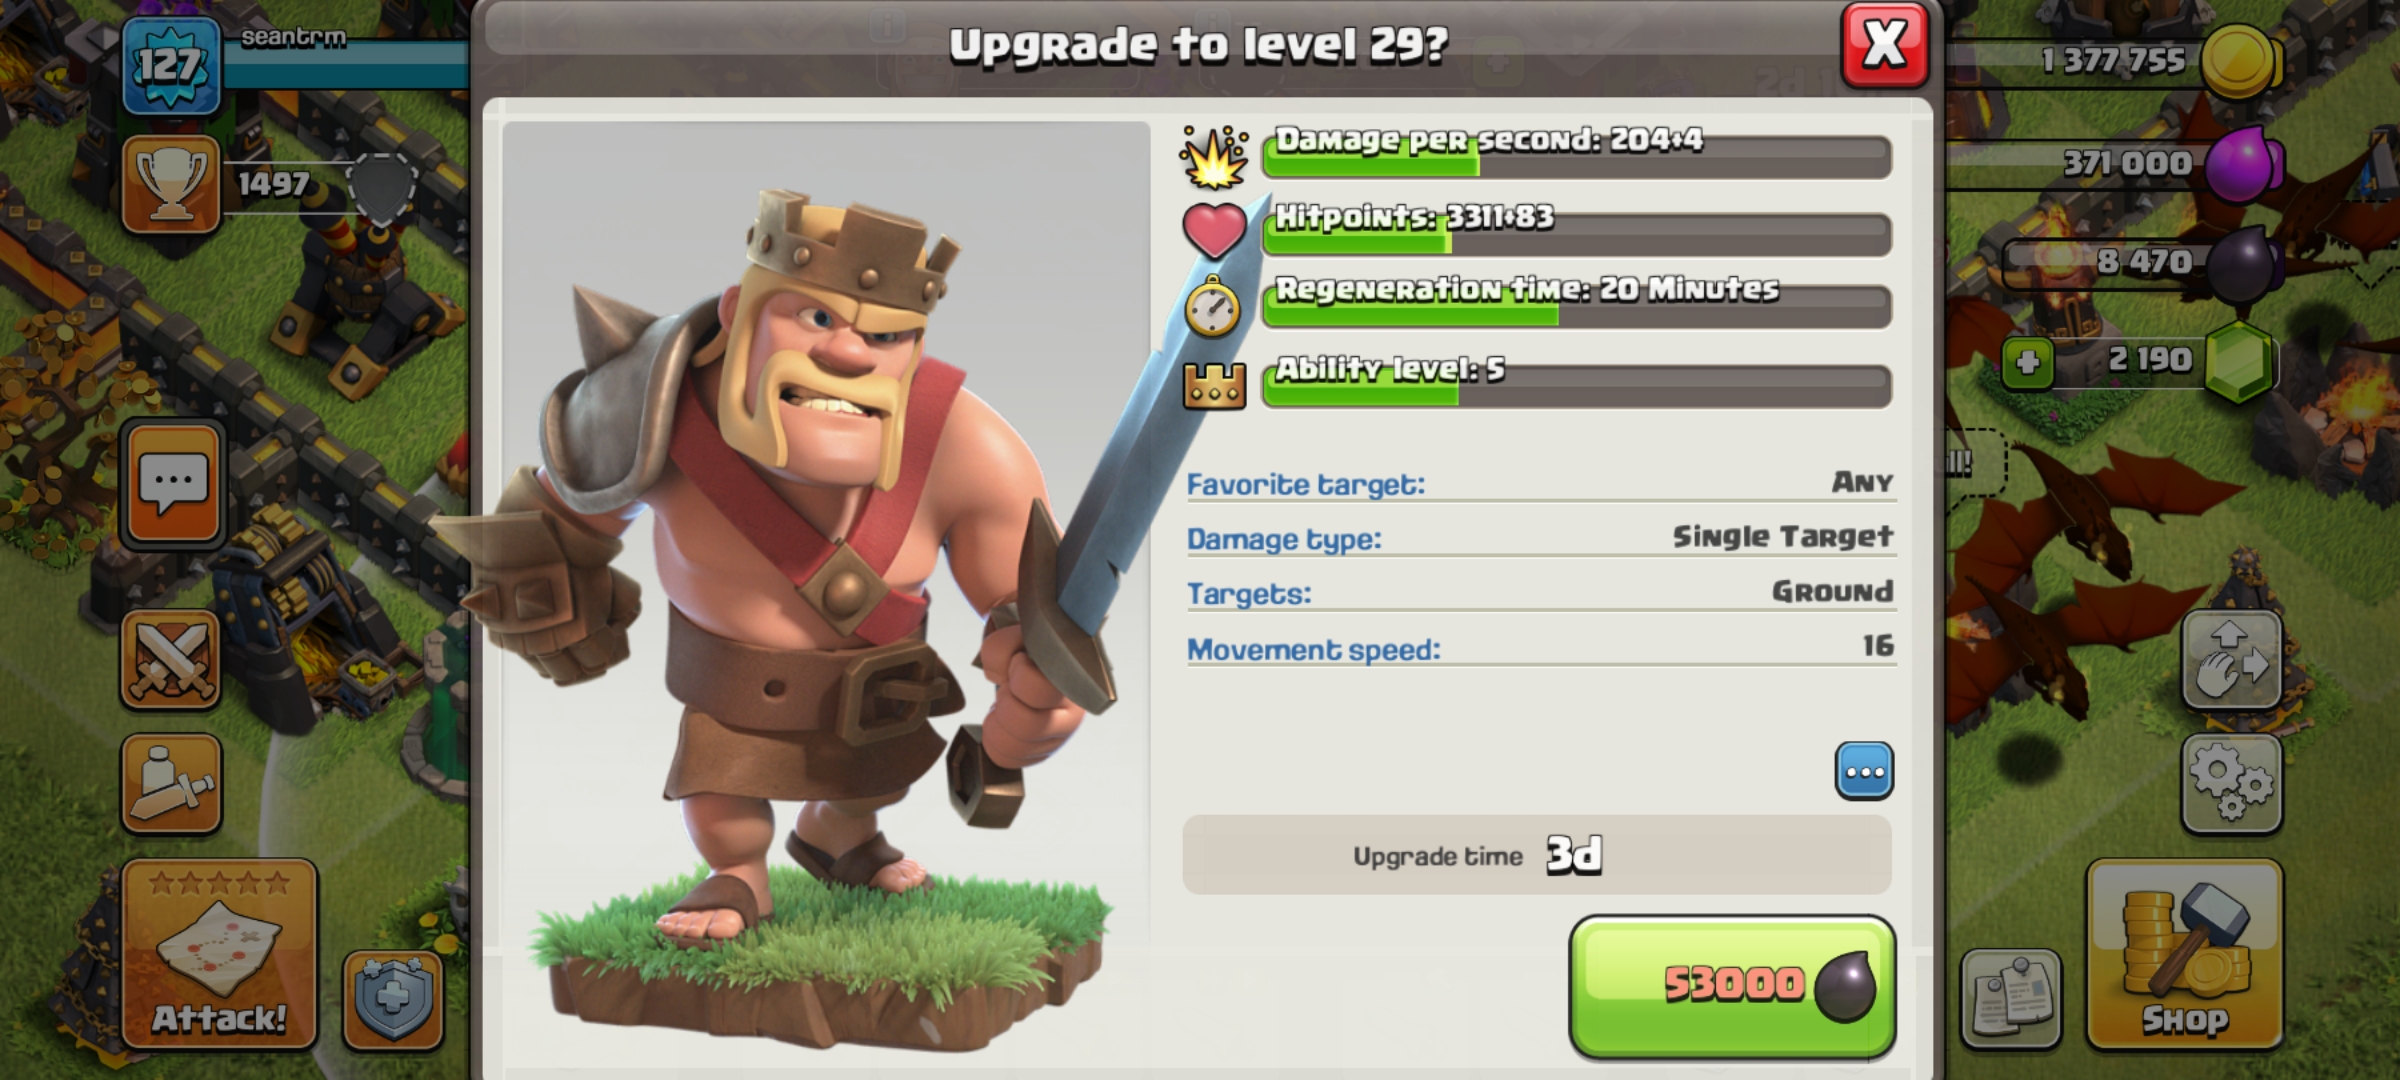 seantrm
127
1497
Attack!
Upgrade to level 29?
X
Damage per second: 204+4
Hitpoints: 3311+83
Regeneration time: 20 Minutes
Ability level: 5
Favorite target: Any
Damage type: Single Target
Targets: Ground
Movement speed: 16
Upgrade time 3d
53000
1 377 755
371 000
8 470
2 190
Shop